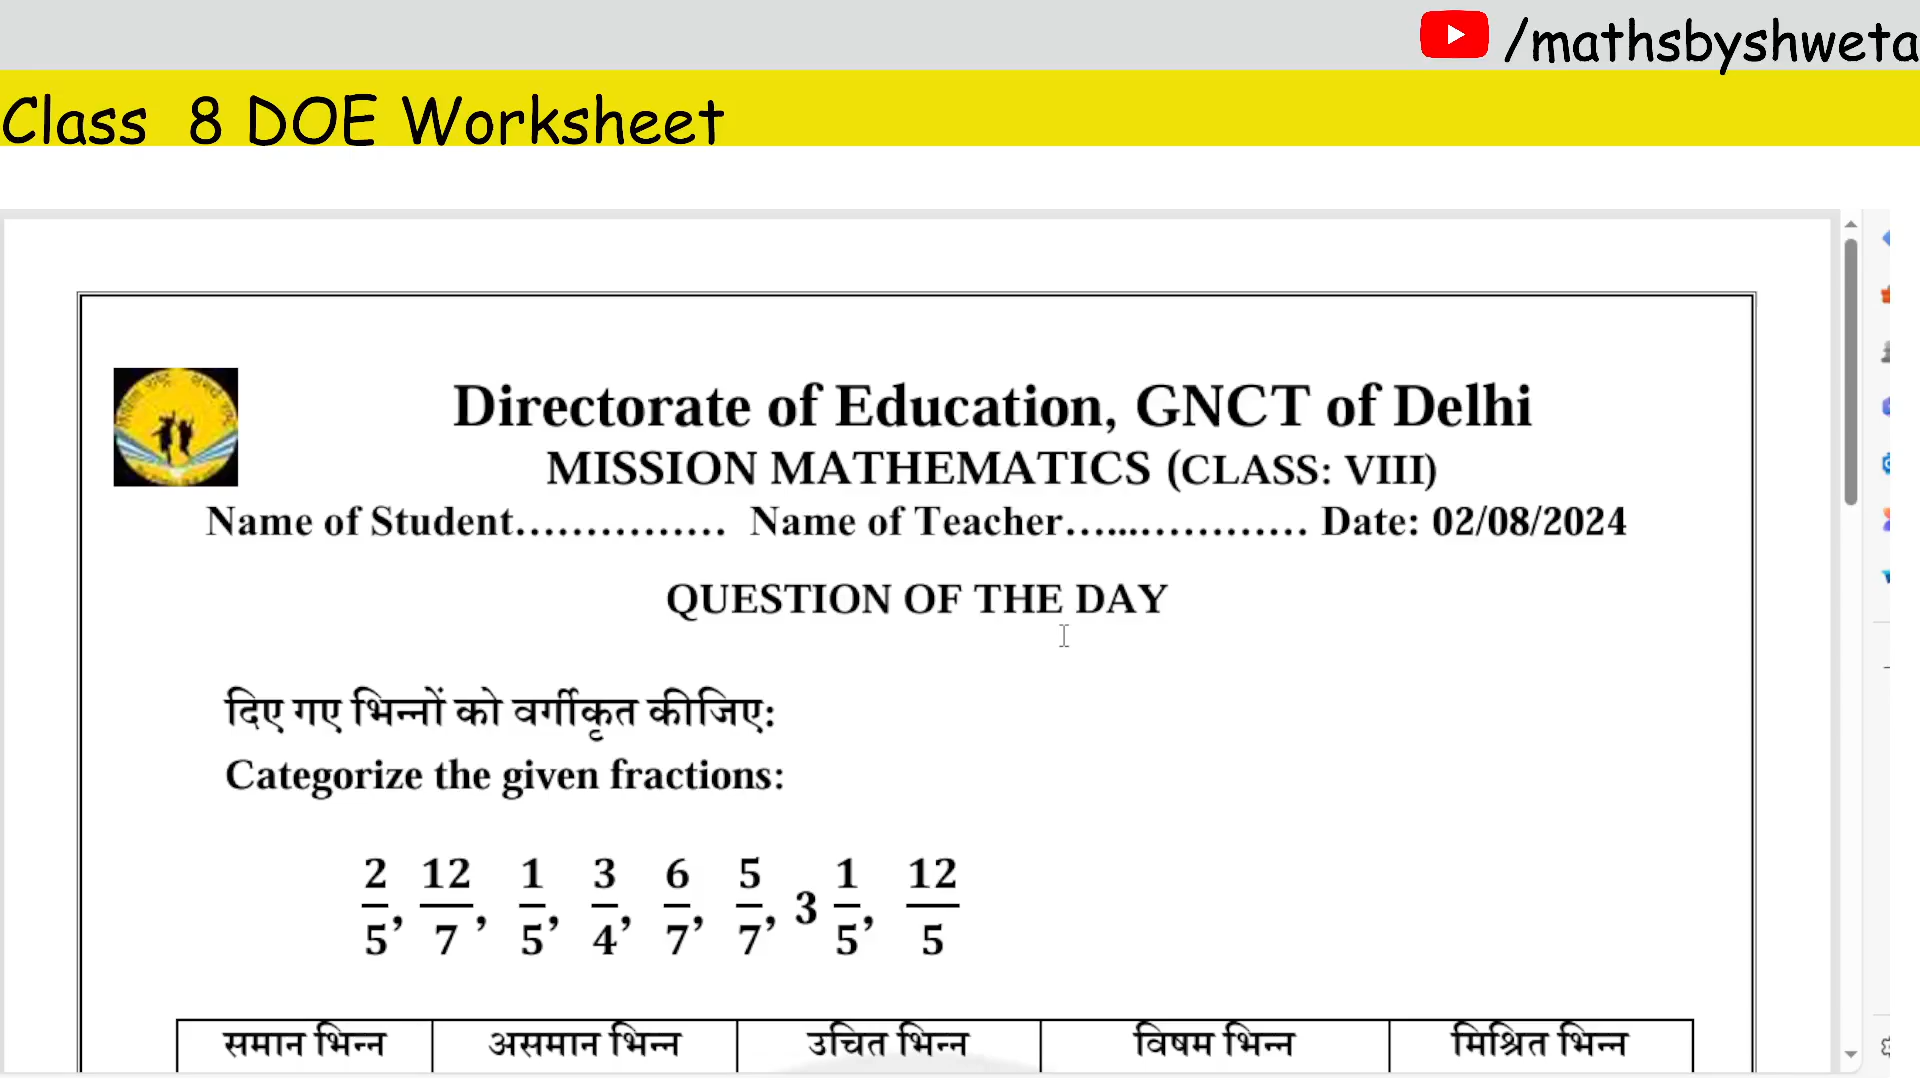 /mathsbyshweta
Class 8 DOE Worksheet
Directorate of Education, GNCT of Delhi
MISSION MATHEMATICS (CLASS: VIII)
Name of Student............... Name of Teacher…...………… Date: 02/08/2024
QUESTION OF THE DAY
दिए गए भिन्नों को वर्गीकृत कीजिए:
Categorize the given fractions:
2/5, 12/7, 1/5, 3/4, 6/7, 5/7, 3 1/5, 12/5
समान भिन्न असमान भिन्न उचित भिन्न विषम भिन्न मिश्रित भिन्न